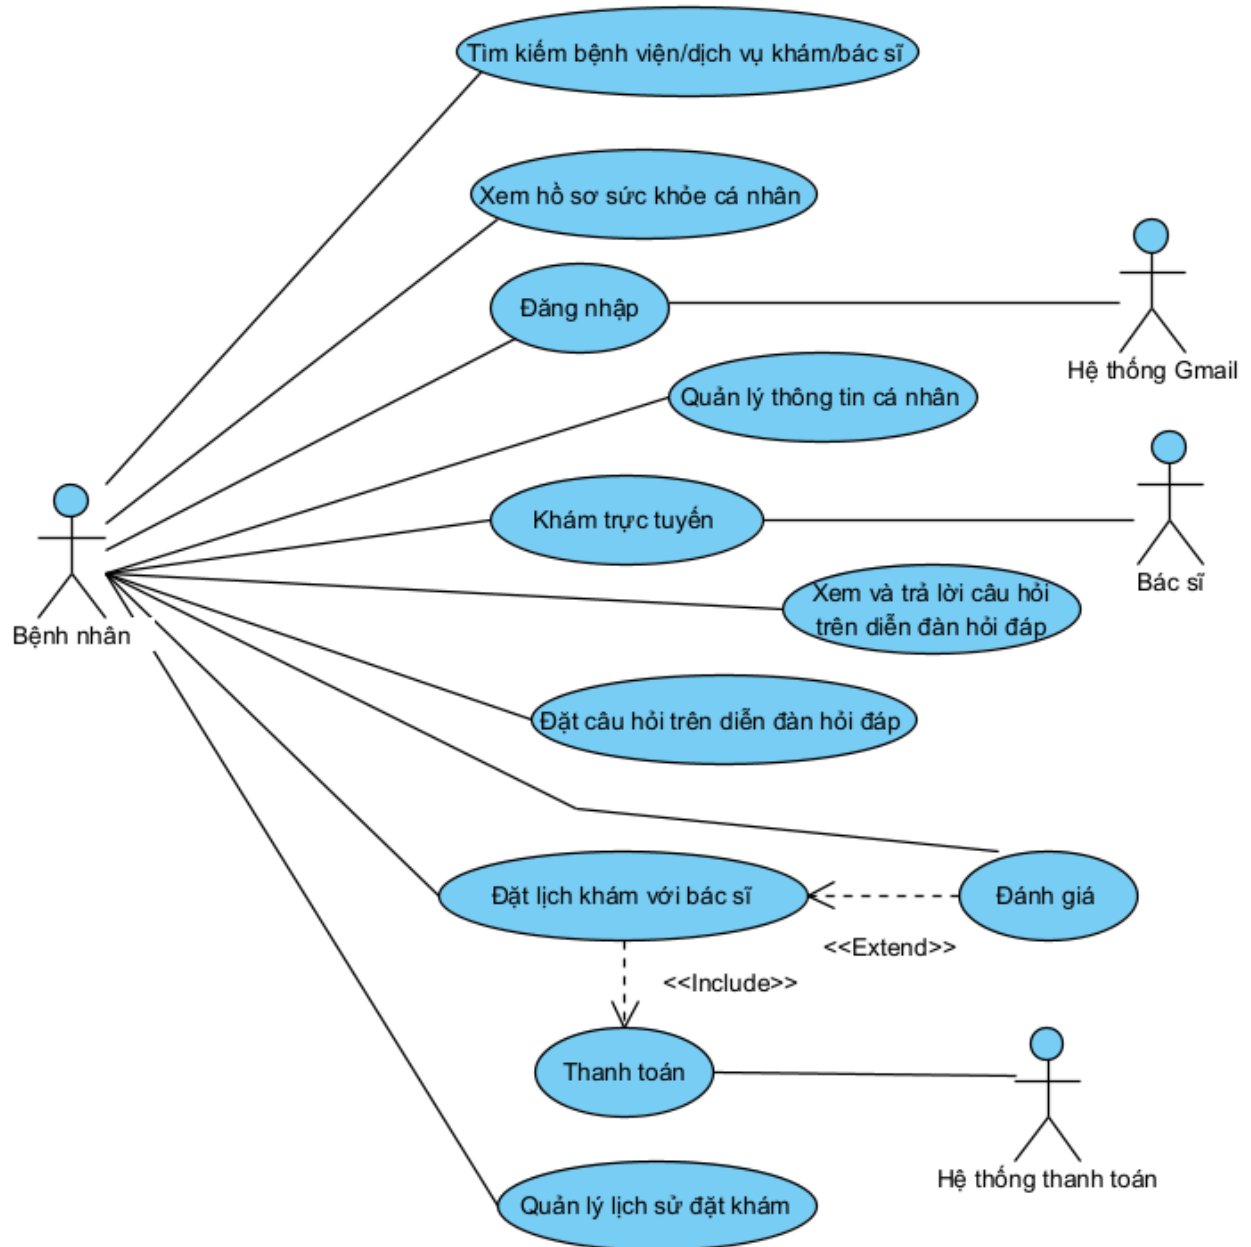 Tìm kiếm bệnh viện/dịch vụ khám/bác sĩ
Xem hồ sơ sức khỏe cá nhân
Đăng nhập
Hệ thống Gmail
Quản lý thông tin cá nhân
Khám trực tuyến
Bác sĩ
Bệnh nhân
Xem và trả lời câu hỏi
trên diễn đàn hỏi đáp
Đặt câu hỏi trên diễn đàn hỏi đáp
Đặt lịch khám với bác sĩ
Đánh giá
<<Extend>>
<<Include>>
Thanh toán
Hệ thống thanh toán
Quản lý lịch sử đặt khám